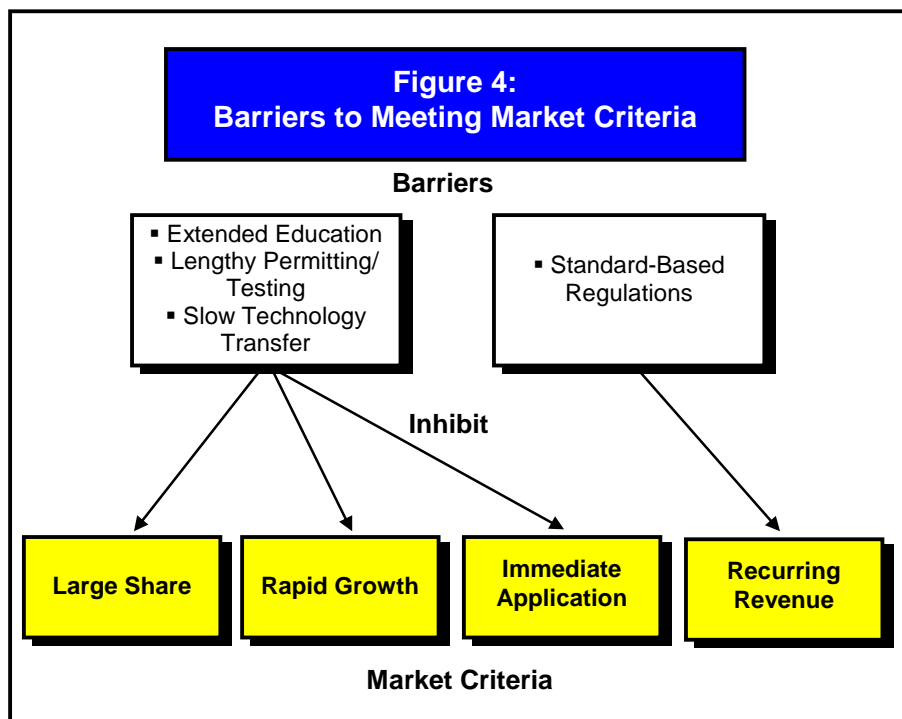 Figure 4:
Barriers to Meeting Market Criteria
Barriers
▪ Extended Education
▪ Lengthy Permitting/
Testing
▪ Slow Technology
Transfer
▪ Standard-Based
Regulations
Inhibit
Large Share
Rapid Growth
Immediate
Application
Recurring
Revenue
Market Criteria